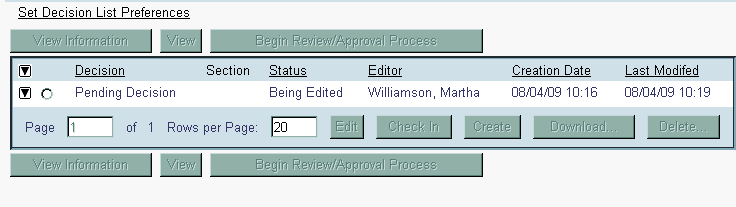 Set Decision List Preferences
View Information View Begin Review/Approval Process
Decision Section Status Editor Creation Date Last Modifed
Pending Decision Being Edited Williamson, Martha 08/04/09 10:16 08/04/09 10:19
Page 1 of 1 Rows per Page: 20 Edit Check In Create Download... Delete...
View Information View Begin Review/Approval Process